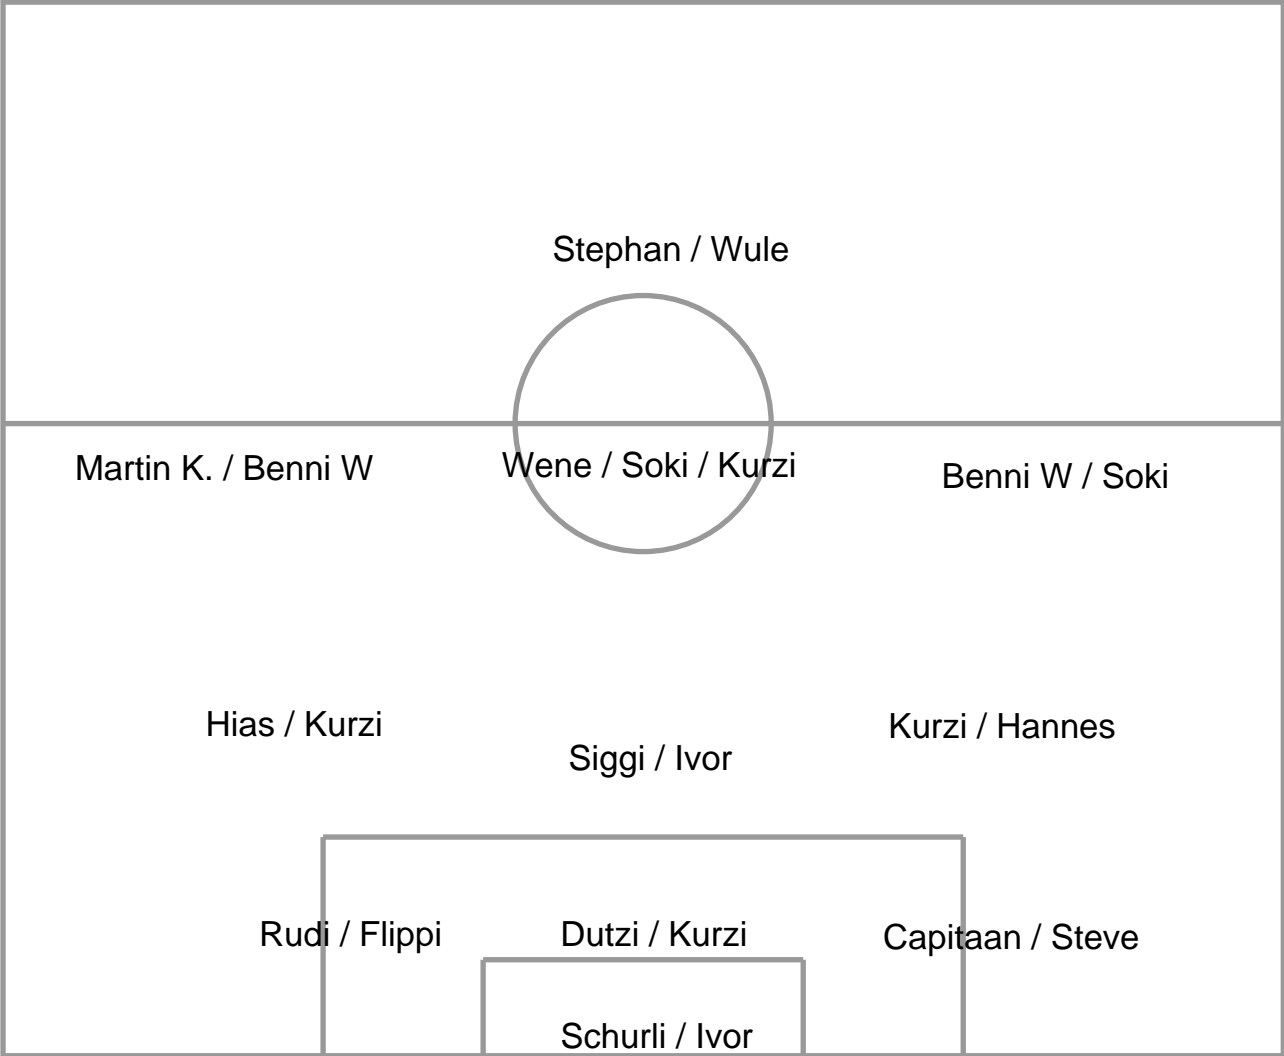 Stephan / Wule
Martin K. / Benni W
Wene / Soki / Kurzi
Benni W / Soki
Hias / Kurzi
Siggi / Ivor
Kurzi / Hannes
Rudi / Flippi
Dutzi / Kurzi
Capitaan / Steve
Schurli / Ivor